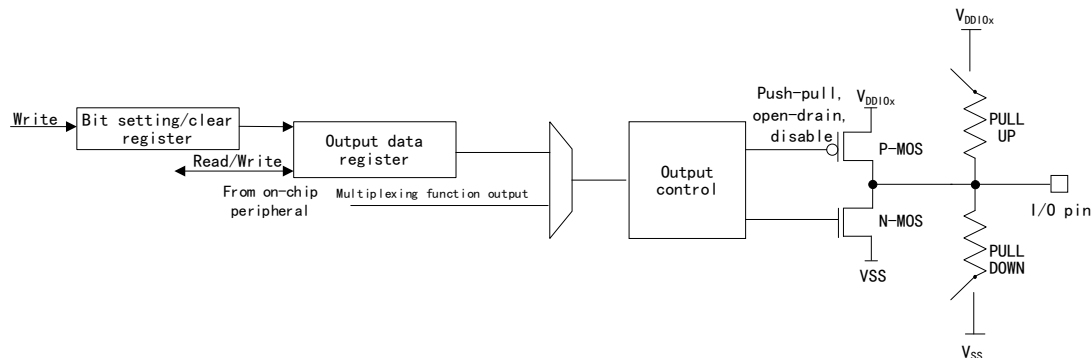 V_DDIOx
Push-pull,
open-drain,
disable
V_DDIOx
Write
Bit setting/clear
register
Output data
register
Read/Write
From on-chip
peripheral
Multiplexing function output
Output
control
P-MOS
PULL
UP
I/O pin
N-MOS
VSS
PULL
DOWN
V_SS